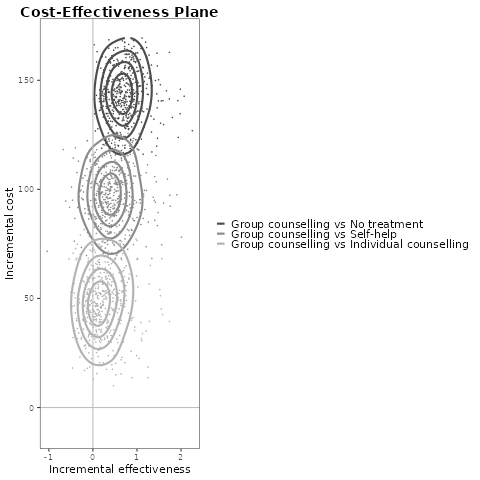 Cost-Effectiveness Plane
150
100
50
0
-1 0 1 2
Incremental cost
Incremental effectiveness
Group counselling vs No treatment
Group counselling vs Self-help
Group counselling vs Individual counselling